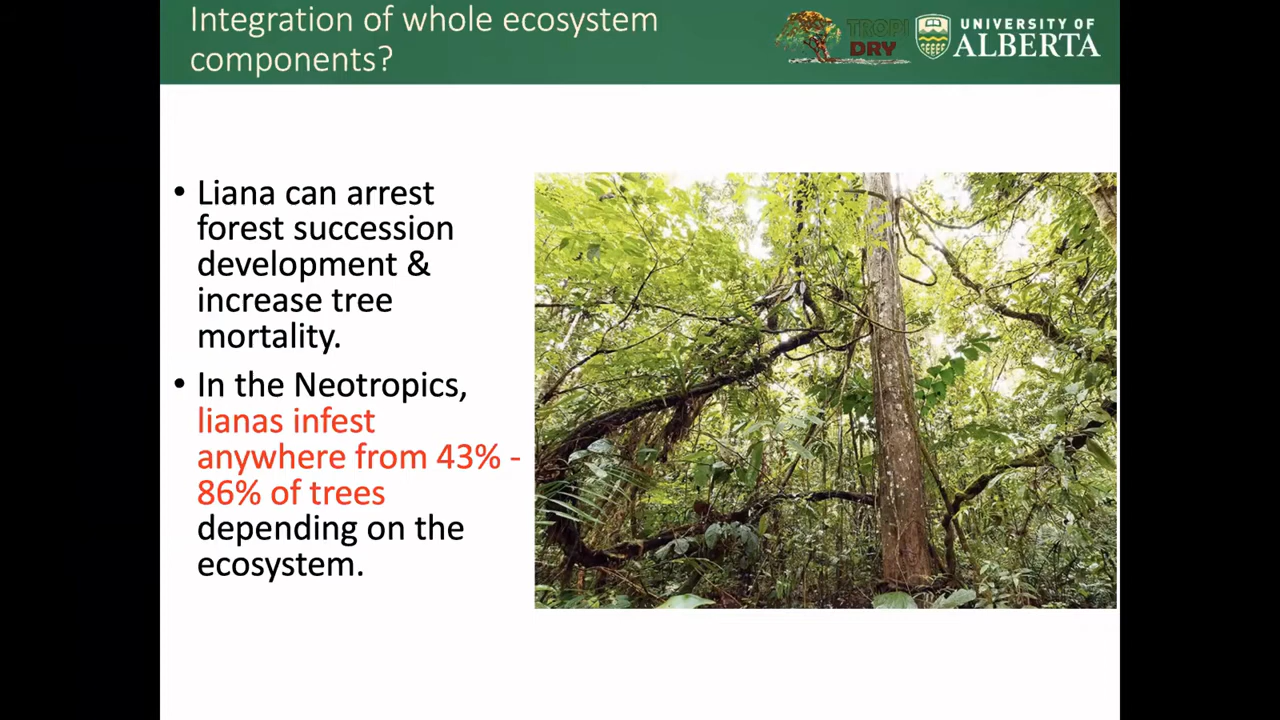 Integration of whole ecosystem
components?
TROPI
DRY
UNIVERSITY OF
ALBERTA
• Liana can arrest
forest succession
development &
increase tree
mortality.
• In the Neotropics,
lianas infest
anywhere from 43% -
86% of trees
depending on the
ecosystem.